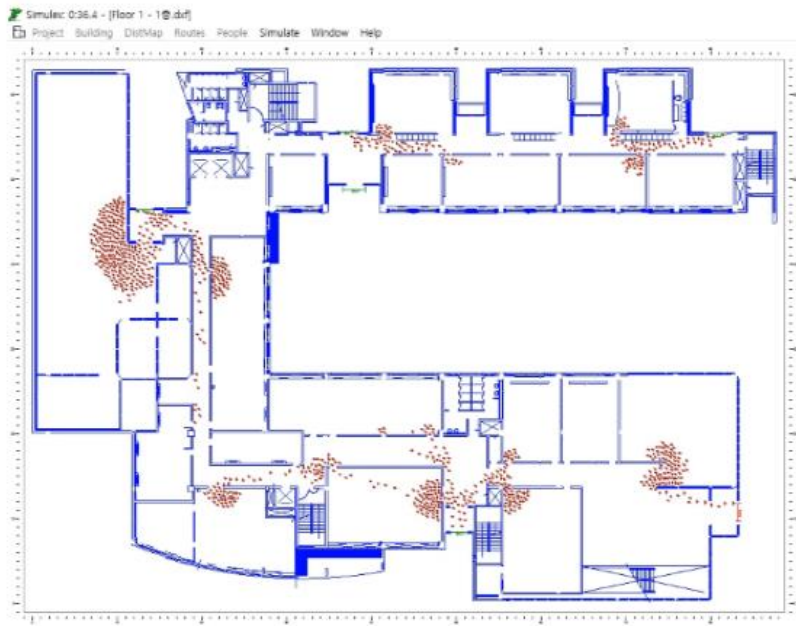 Simulex: 0:36.4 - [Floor 1 - 1층.dxf]
Project Building DistMap Routes People Simulate Window Help